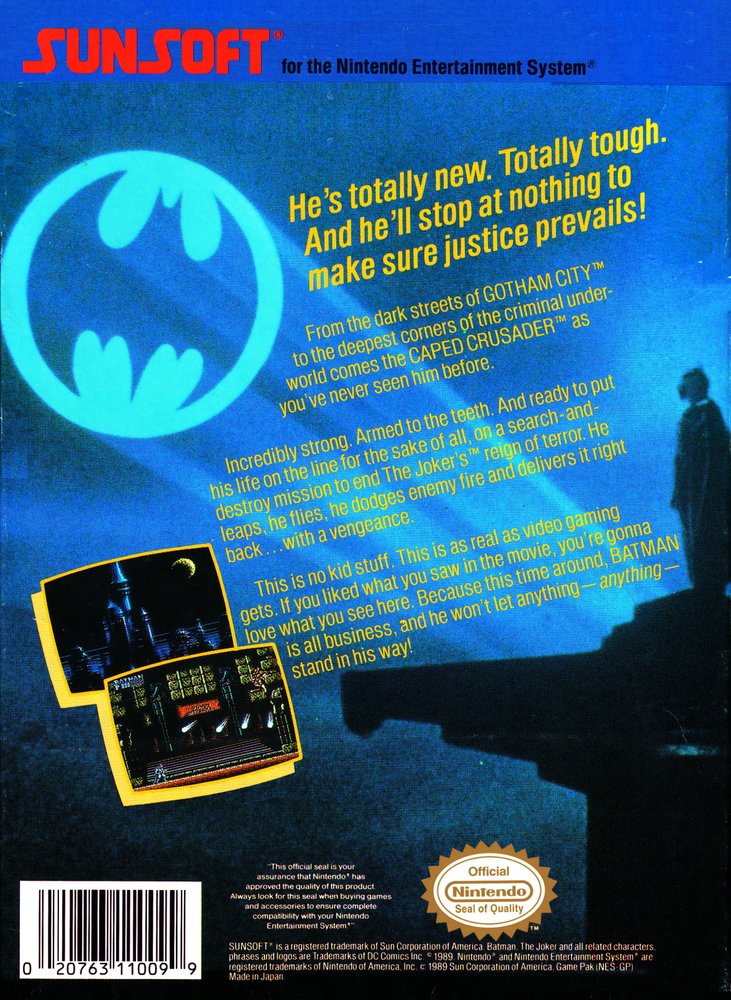 SUNSOFT® for the Nintendo Entertainment System®
He's totally new. Totally tough.
And he'll stop at nothing to
make sure justice prevails!
From the dark streets of GOTHAM CITY™
to the deepest corners of the criminal under-
world comes the CAPED CRUSADER™ as
you've never seen him before.
Incredibly strong. Armed to the teeth. And ready to put
his life on the line for the sake of all, on a search-and-
destroy mission to end The Joker's™ reign of terror. He
leaps, he flies, he dodges enemy fire and delivers it right
back...with a vengeance.
This is no kid stuff. This is as real as video gaming
gets. If you liked what you saw in the movie, you're gonna
love what you see here. Because this time around, BATMAN
is all business, and he won't let anything—anything—
stand in his way!
BATMAN
"This official seal is your
assurance that Nintendo® has
approved the quality of this product.
Always look for this seal when buying games
and accessories to ensure complete
compatibility with your Nintendo
Entertainment System."
Official
Nintendo
Seal of Quality
TM
SUNSOFT® is a registered trademark of Sun Corporation of America. Batman, The Joker and all related characters,
phrases and logos are Trademarks of DC Comics Inc. © 1989. Nintendo® and Nintendo Entertainment System® are
registered trademarks of Nintendo of America, Inc. © 1989 Sun Corporation of America. Game Pak (NES-GP)
Made in Japan.
0 20763 11009 9